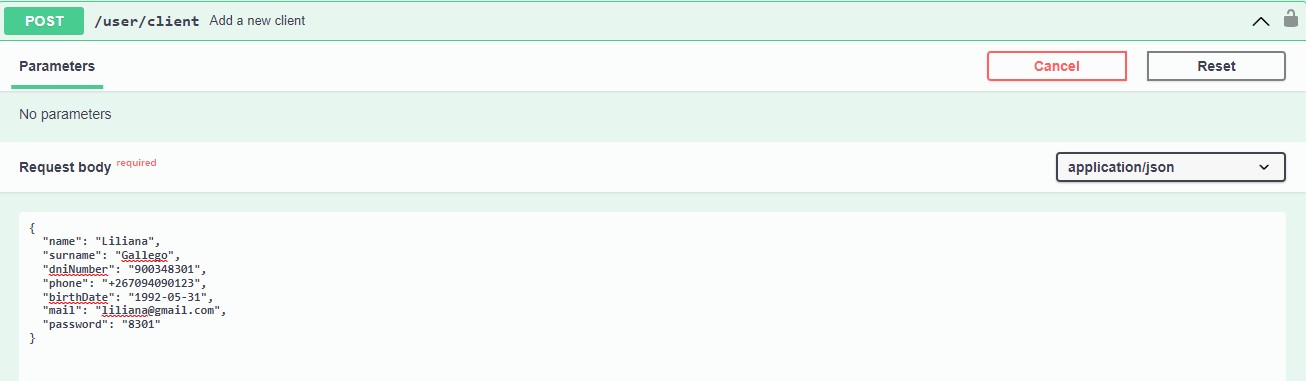 POST /user/client Add a new client
Parameters
Cancel
Reset
No parameters
Request body required
application/json
{
  "name": "Liliana",
  "surname": "Gallego",
  "dniNumber": "900348301",
  "phone": "+267094090123",
  "birthDate": "1992-05-31",
  "mail": "liliana@gmail.com",
  "password": "8301"
}